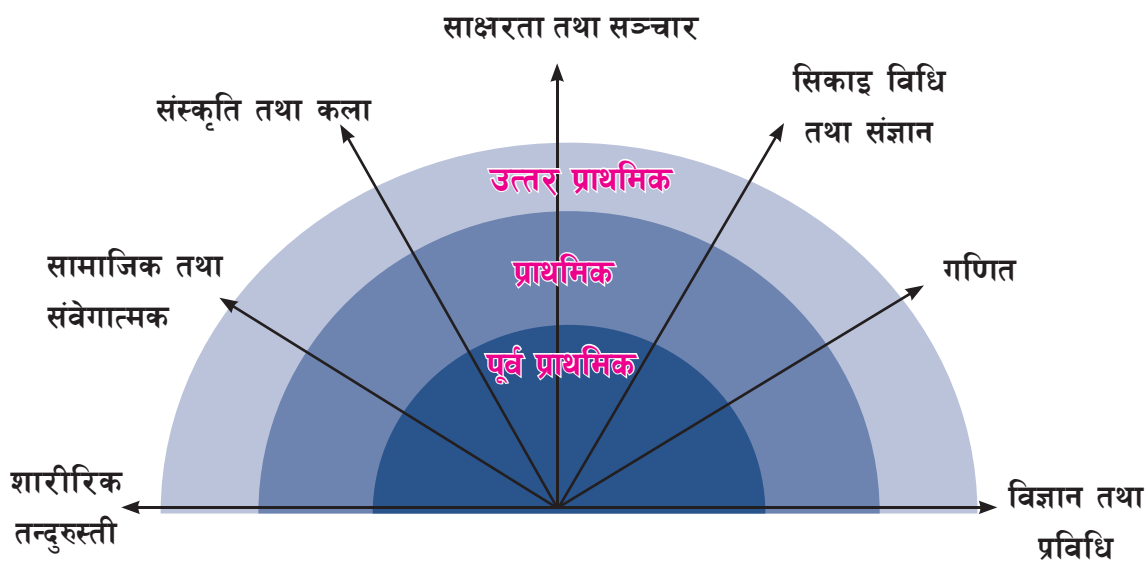 साक्षरता तथा सञ्चार
संस्कृति तथा कला
सिकाइ विधि
तथा संज्ञान
उत्तर प्राथमिक
सामाजिक तथा
संवेगात्मक
प्राथमिक
गणित
पूर्व प्राथमिक
शारीरिक
तन्दुरुस्ती
विज्ञान तथा
प्रविधि